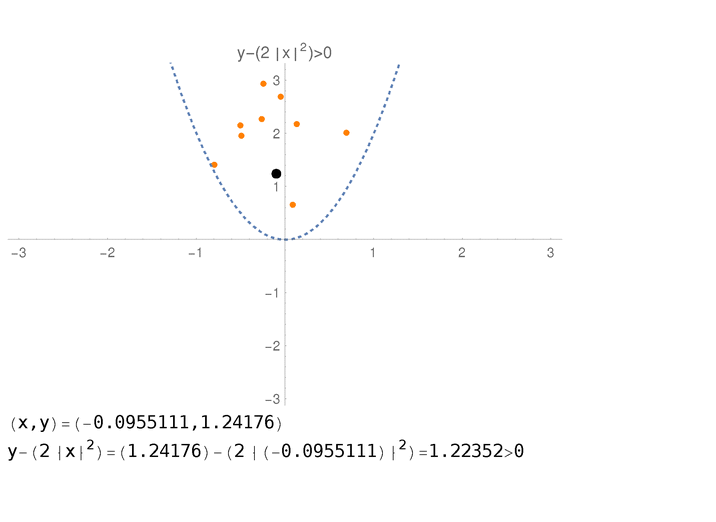 y−(2 |x|²)>0
3
2
1
−3 −2 −1 1 2 3
−1
−2
−3
(x,y)=(−0.0955111,1.24176)
y−(2 |x|²)=(1.24176)−(2 |(−0.0955111)|²)=1.22352>0